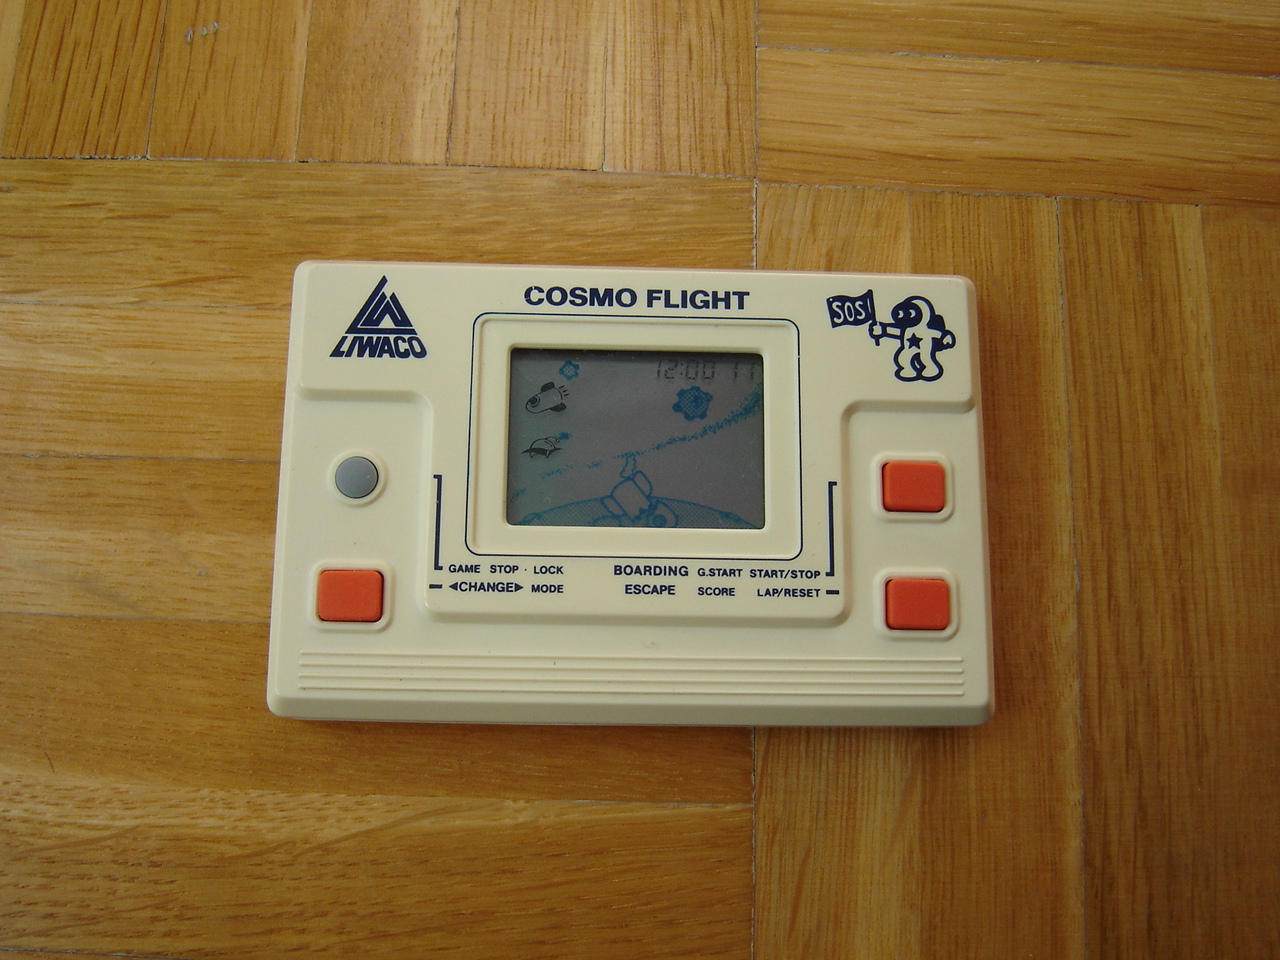 COSMO FLIGHT
SOS!
LIWACO
12:00 11
GAME STOP · LOCK
◀CHANGE▶ MODE
BOARDING G.START START/STOP
ESCAPE SCORE LAP/RESET